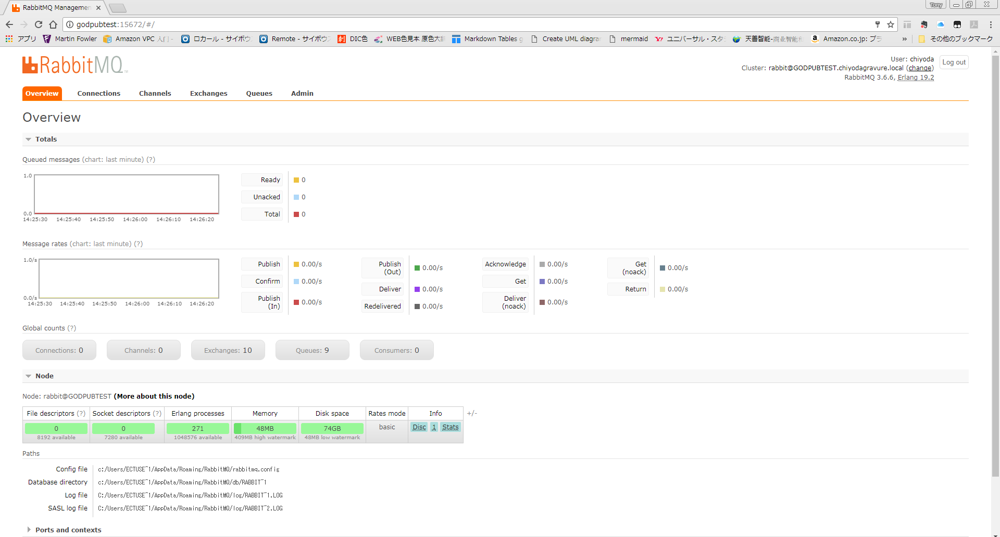 RabbitMQ Managemen
Tony
godpubtest:15672/#/
アプリ Martin Fowler Amazon VPC 入門 - ロカール - サイボウ Remote - サイボウズ DIC色 WEB色見本 原色大辞 Markdown Tables g Create UML diagrar mermaid ユニバーサル・スタジ 天善智能-商业智能和 Amazon.co.jp: プラ » その他のブックマーク
RabbitMQ TM
User: chiyoda
Log out
Cluster: rabbit@GODPUBTEST.chiyodagravure.local (change)
RabbitMQ 3.6.6, Erlang 19.2
Overview Connections Channels Exchanges Queues Admin
Overview
Totals
Queued messages (chart: last minute) (?)
1.0
0.0
14:25:30 14:25:40 14:25:50 14:26:00 14:26:10 14:26:20
Ready 0
Unacked 0
Total 0
Message rates (chart: last minute) (?)
1.0/s
0.0/s
14:25:30 14:25:40 14:25:50 14:26:00 14:26:10 14:26:20
Publish 0.00/s
Confirm 0.00/s
Publish
(In) 0.00/s
Publish
(Out) 0.00/s
Deliver 0.00/s
Redelivered 0.00/s
Acknowledge 0.00/s
Get 0.00/s
Deliver
(noack) 0.00/s
Get
(noack) 0.00/s
Return 0.00/s
Global counts (?)
Connections: 0 Channels: 0 Exchanges: 10 Queues: 9 Consumers: 0
Node
Node: rabbit@GODPUBTEST (More about this node)
File descriptors (?) Socket descriptors (?) Erlang processes Memory Disk space Rates mode Info +/-
0 0 271 48MB 74GB basic Disc 1 Stats
8192 available 7280 available 1048576 available 409MB high watermark 48MB low watermark
Paths
Config file c:/Users/ECTUSE~1/AppData/Roaming/RabbitMQ/rabbitmq.config
Database directory c:/Users/ECTUSE~1/AppData/Roaming/RabbitMQ/db/RABBIT~1
Log file C:/Users/ECTUSE~1/AppData/Roaming/RabbitMQ/log/RABBIT~1.LOG
SASL log file C:/Users/ECTUSE~1/AppData/Roaming/RabbitMQ/log/RABBIT~2.LOG
Ports and contexts